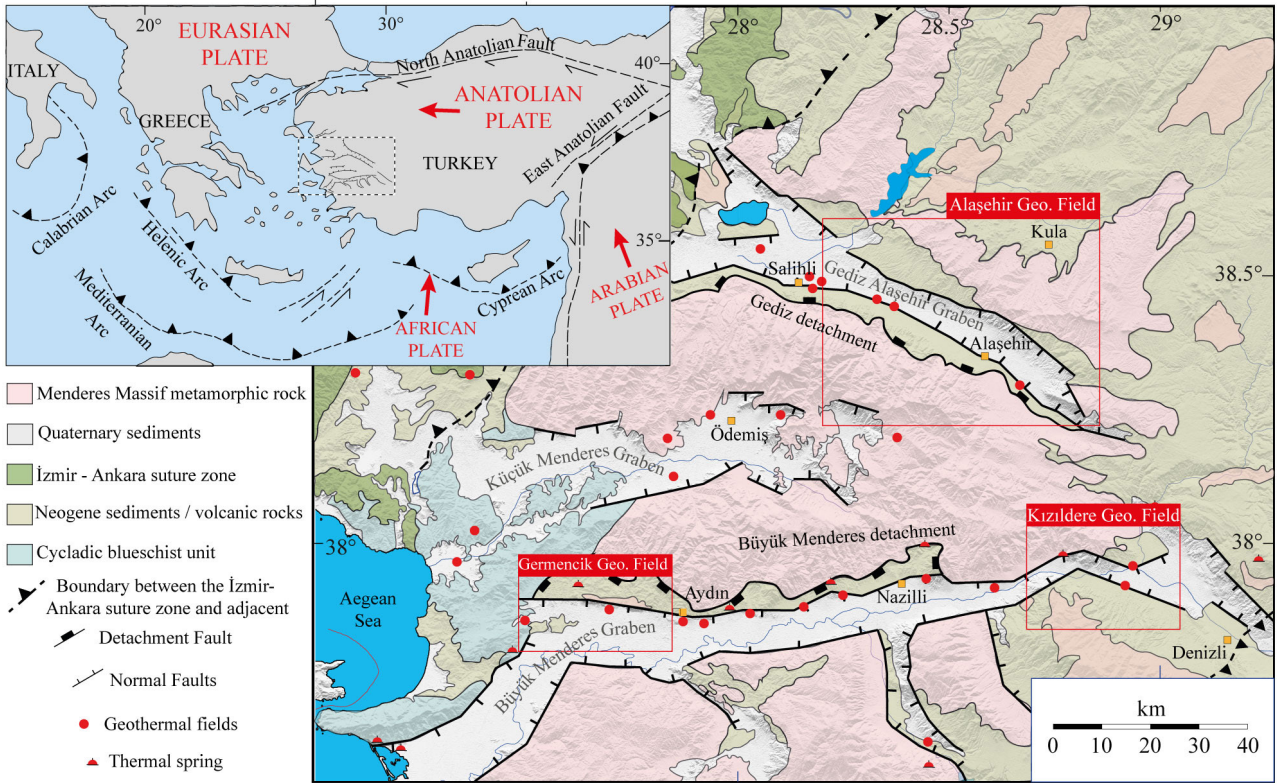 20°
30°
40°
35°
EURASIAN
PLATE
ITALY
GREECE
North Anatolian Fault
ANATOLIAN
PLATE
TURKEY
East Anatolian Fault
Calabrian Arc
Helenic Arc
Mediterranian
Arc
AFRICAN
PLATE
Cyprean Arc
ARABIAN
PLATE
28°
28.5°
29°
38.5°
38°
Alaşehir Geo. Field
Kula
Salihli
Gediz Alaşehir Graben
Gediz detachment
Alaşehir
Ödemiş
Küçük Menderes Graben
Kızıldere Geo. Field
Büyük Menderes detachment
Germencik Geo. Field
Aydın
Nazilli
Büyük Menderes Graben
Aegean
Sea
Denizli
km
0 10 20 30 40
Menderes Massif metamorphic rock
Quaternary sediments
İzmir - Ankara suture zone
Neogene sediments / volcanic rocks
Cycladic blueschist unit
Boundary between the İzmir-
Ankara suture zone and adjacent
Detachment Fault
Normal Faults
Geothermal fields
Thermal spring